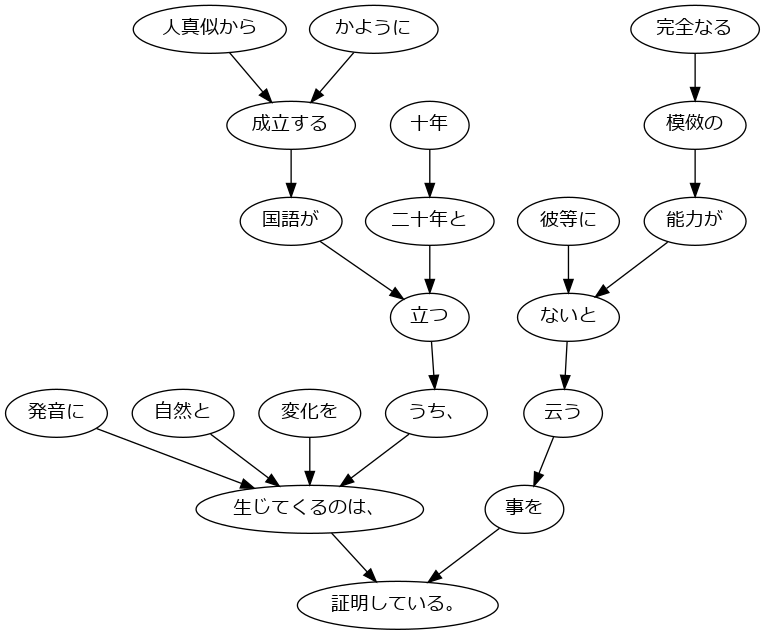 人真似から
かように
完全なる
成立する
十年
模倣の
国語が
二十年と
彼等に
能力が
立つ
ないと
発音に
自然と
変化を
うち、
云う
生じてくるのは、
事を
証明している。